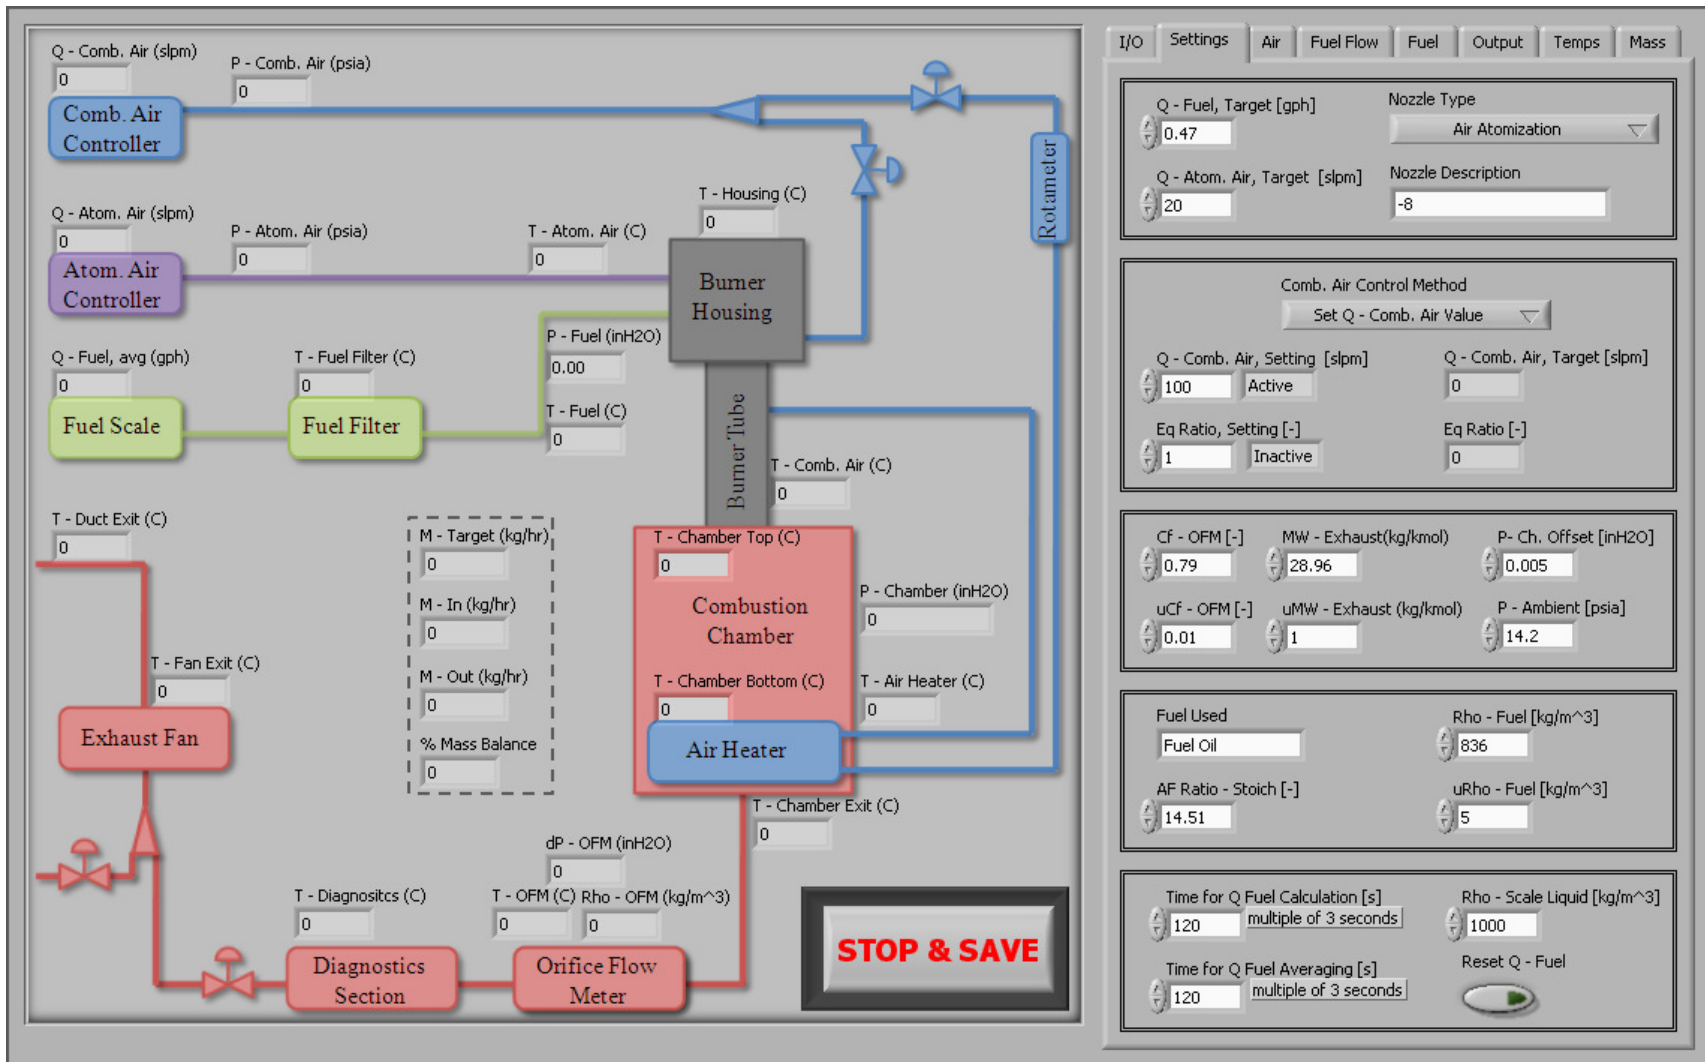 Q - Comb. Air (slpm)
0
P - Comb. Air (psia)
0
Comb. Air
Controller
Rotameter
T - Housing (C)
0
Q - Atom. Air (slpm)
0
P - Atom. Air (psia)
0
T - Atom. Air (C)
0
Atom. Air
Controller
Burner
Housing
Q - Fuel, avg (gph)
0
T - Fuel Filter (C)
0
P - Fuel (inH2O)
0.00
Fuel Scale
Fuel Filter
T - Fuel (C)
0
Burner Tube
T - Comb. Air (C)
0
T - Duct Exit (C)
0
M - Target (kg/hr)
0
M - In (kg/hr)
0
M - Out (kg/hr)
0
% Mass Balance
0
T - Chamber Top (C)
0
Combustion
Chamber
P - Chamber (inH2O)
0
T - Chamber Bottom (C)
0
T - Air Heater (C)
0
Air Heater
T - Fan Exit (C)
0
Exhaust Fan
T - Chamber Exit (C)
0
dP - OFM (inH2O)
0
T - Diagnositcs (C)
0
T - OFM (C)
0
Rho - OFM (kg/m^3)
0
Diagnostics
Section
Orifice Flow
Meter
STOP & SAVE
I/O Settings Air Fuel Flow Fuel Output Temps Mass
Q - Fuel, Target [gph]
0.47
Nozzle Type
Air Atomization
Q - Atom. Air, Target [slpm]
20
Nozzle Description
-8
Comb. Air Control Method
Set Q - Comb. Air Value
Q - Comb. Air, Setting [slpm]
100
Active
Q - Comb. Air, Target [slpm]
0
Eq Ratio, Setting [-]
1
Inactive
Eq Ratio [-]
0
Cf - OFM [-]
0.79
MW - Exhaust(kg/kmol)
28.96
P- Ch. Offset [inH2O]
0.005
uCf - OFM [-]
0.01
uMW - Exhaust (kg/kmol)
1
P - Ambient [psia]
14.2
Fuel Used
Fuel Oil
Rho - Fuel [kg/m^3]
836
AF Ratio - Stoich [-]
14.51
uRho - Fuel [kg/m^3]
5
Time for Q Fuel Calculation [s]
120
multiple of 3 seconds
Rho - Scale Liquid [kg/m^3]
1000
Time for Q Fuel Averaging [s]
120
multiple of 3 seconds
Reset Q - Fuel